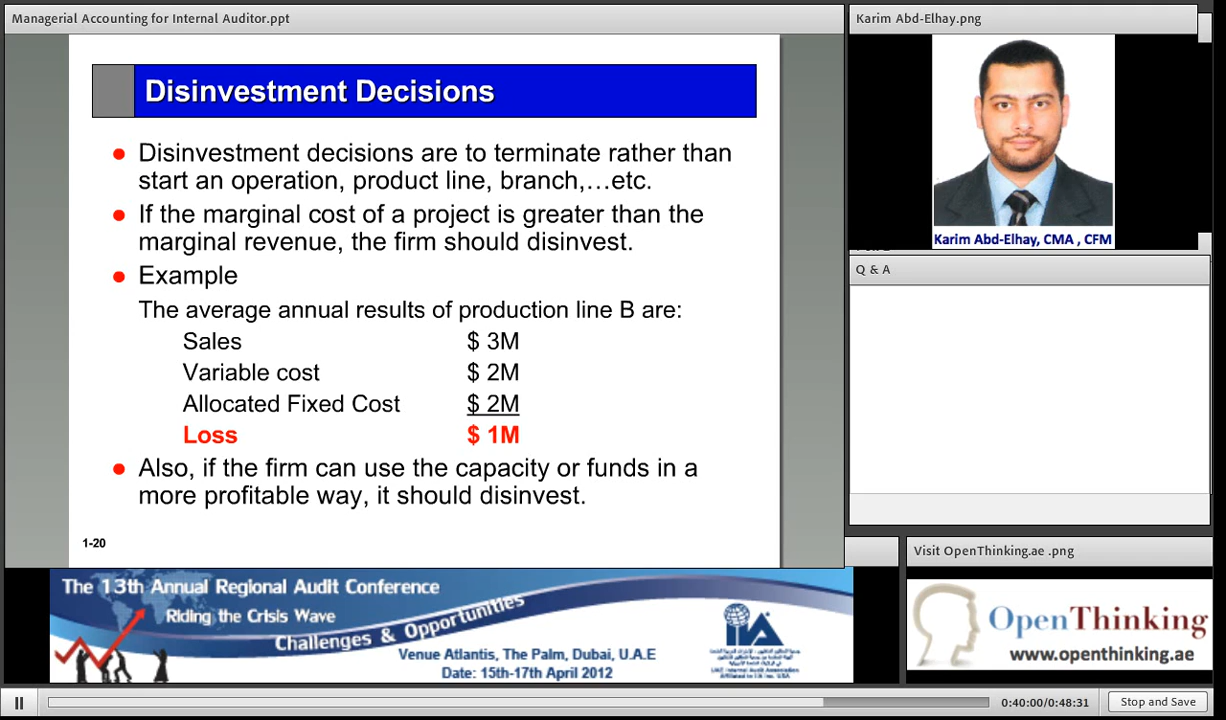 Managerial Accounting for Internal Auditor.ppt
Disinvestment Decisions
Disinvestment decisions are to terminate rather than
start an operation, product line, branch,…etc.
If the marginal cost of a project is greater than the
marginal revenue, the firm should disinvest.
Example
The average annual results of production line B are:
Sales $ 3M
Variable cost $ 2M
Allocated Fixed Cost $ 2M
Loss $ 1M
Also, if the firm can use the capacity or funds in a
more profitable way, it should disinvest.
1-20
Karim Abd-Elhay.png
Karim Abd-Elhay, CMA , CFM
Q & A
The 13th Annual Regional Audit Conference
Riding the Crisis Wave
Challenges & Opportunities
Venue Atlantis, The Palm, Dubai, U.A.E
Date: 15th-17th April 2012
IIA
Visit OpenThinking.ae .png
OpenThinking
www.openthinking.ae
0:40:00/0:48:31
Stop and Save